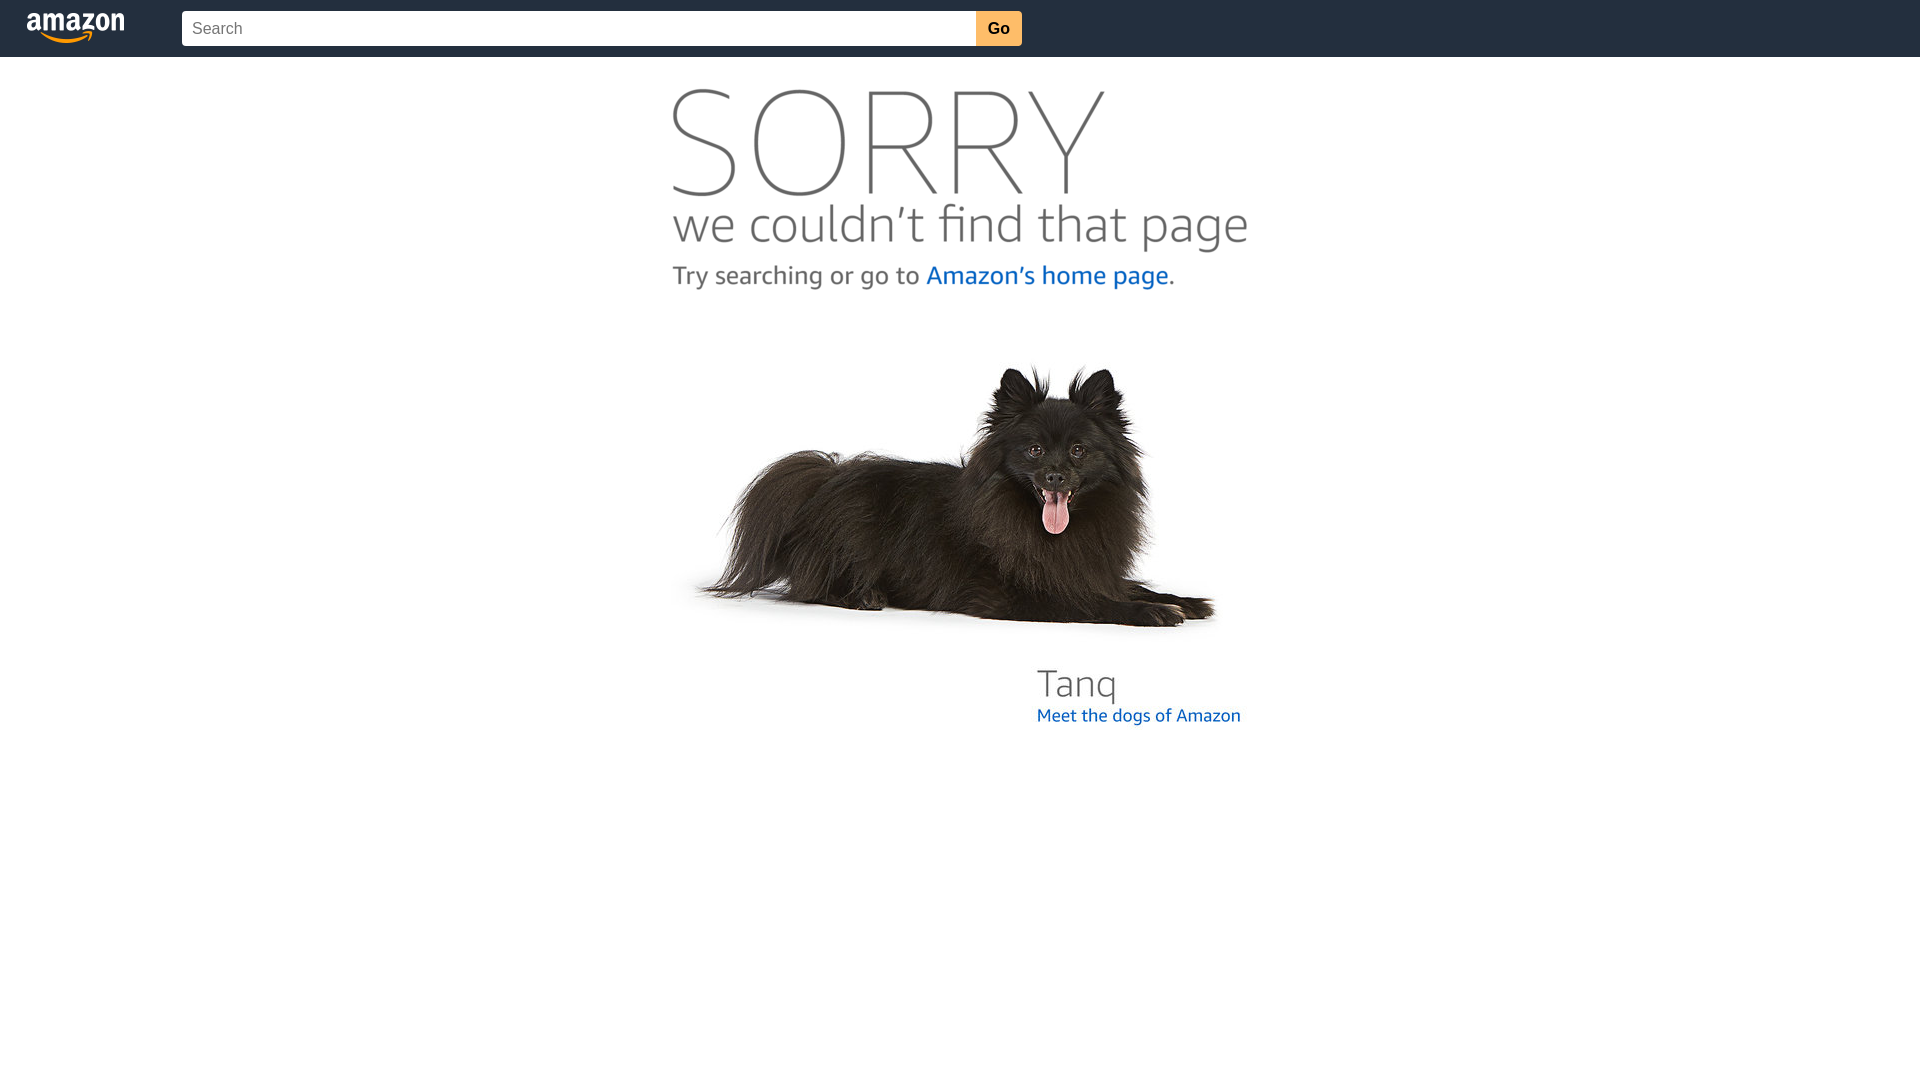 amazon
Search
Go
SORRY
we couldn’t find that page
Try searching or go to Amazon’s home page.
Tanq
Meet the dogs of Amazon